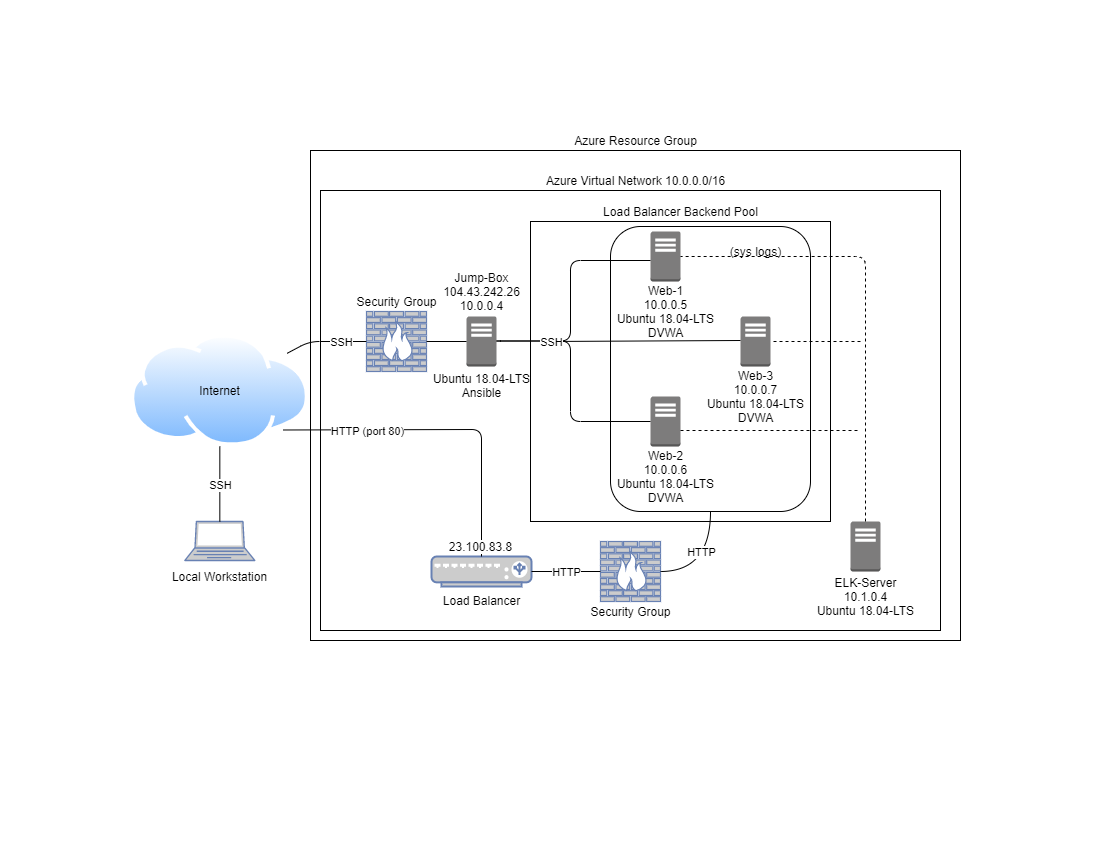 Azure Resource Group
Azure Virtual Network 10.0.0.0/16
Load Balancer Backend Pool
(sys logs)
Web-1
10.0.0.5
Ubuntu 18.04-LTS
DVWA
Jump-Box
104.43.242.26
10.0.0.4
Security Group
SSH
SSH
Ubuntu 18.04-LTS
Ansible
Web-3
10.0.0.7
Ubuntu 18.04-LTS
DVWA
Internet
HTTP (port 80)
Web-2
10.0.0.6
Ubuntu 18.04-LTS
DVWA
SSH
Local Workstation
23.100.83.8
Load Balancer
HTTP
Security Group
HTTP
ELK-Server
10.1.0.4
Ubuntu 18.04-LTS